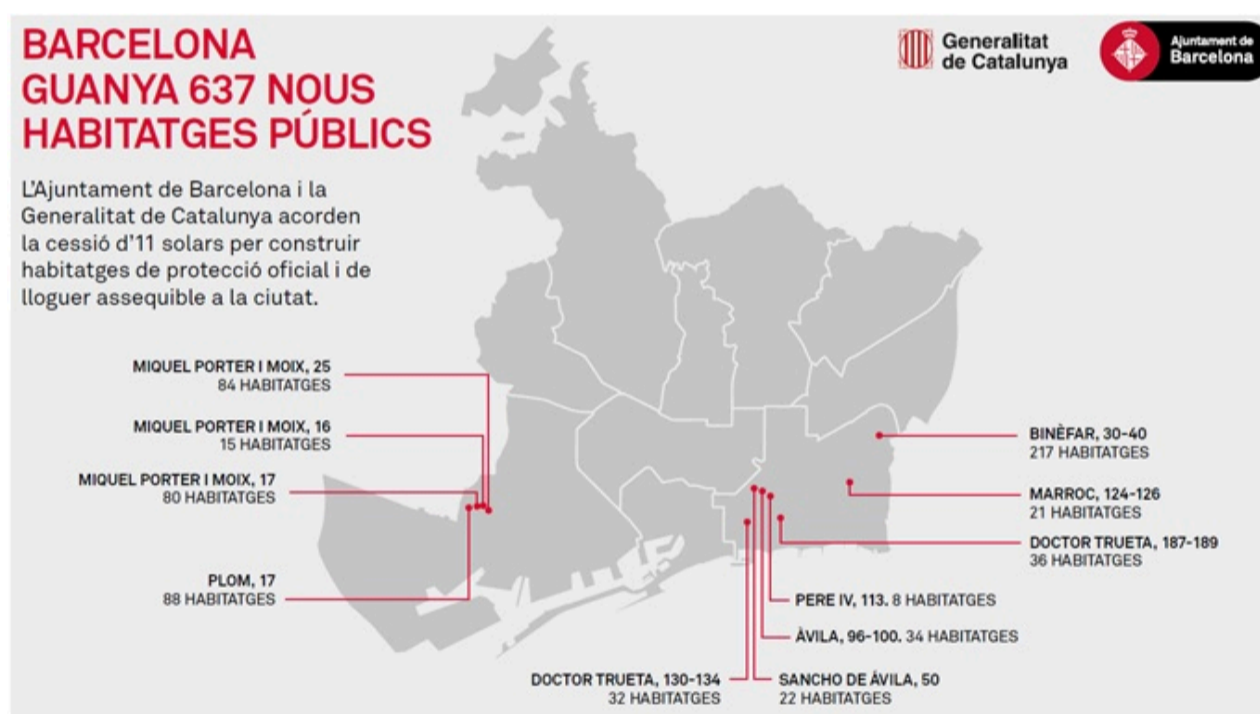 BARCELONA
GUANYA 637 NOUS
HABITATGES PÚBLICS
L'Ajuntament de Barcelona i la
Generalitat de Catalunya acorden
la cessió d'11 solars per construir
habitatges de protecció oficial i de
lloguer assequible a la ciutat.
Generalitat
de Catalunya
Ajuntament de
Barcelona
MIQUEL PORTER I MOIX, 25
84 HABITATGES
MIQUEL PORTER I MOIX, 16
15 HABITATGES
MIQUEL PORTER I MOIX, 17
80 HABITATGES
PLOM, 17
88 HABITATGES
BINÈFAR, 30-40
217 HABITATGES
MARROC, 124-126
21 HABITATGES
DOCTOR TRUETA, 187-189
36 HABITATGES
PERE IV, 113. 8 HABITATGES
ÀVILA, 96-100. 34 HABITATGES
DOCTOR TRUETA, 130-134
32 HABITATGES
SANCHO DE ÁVILA, 50
22 HABITATGES